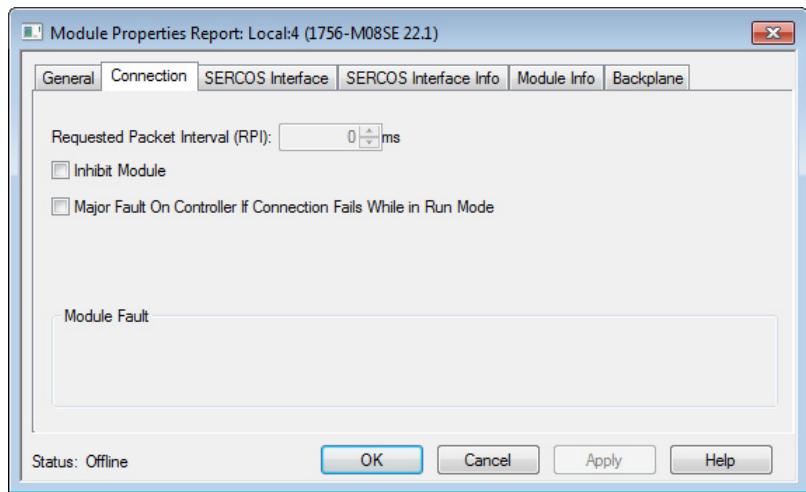 Module Properties Report: Local:4 (1756-M08SE 22.1)
General Connection SERCOS Interface SERCOS Interface Info Module Info Backplane
Requested Packet Interval (RPI): 0 ms
Inhibit Module
Major Fault On Controller If Connection Fails While in Run Mode
Module Fault
Status: Offline OK Cancel Apply Help